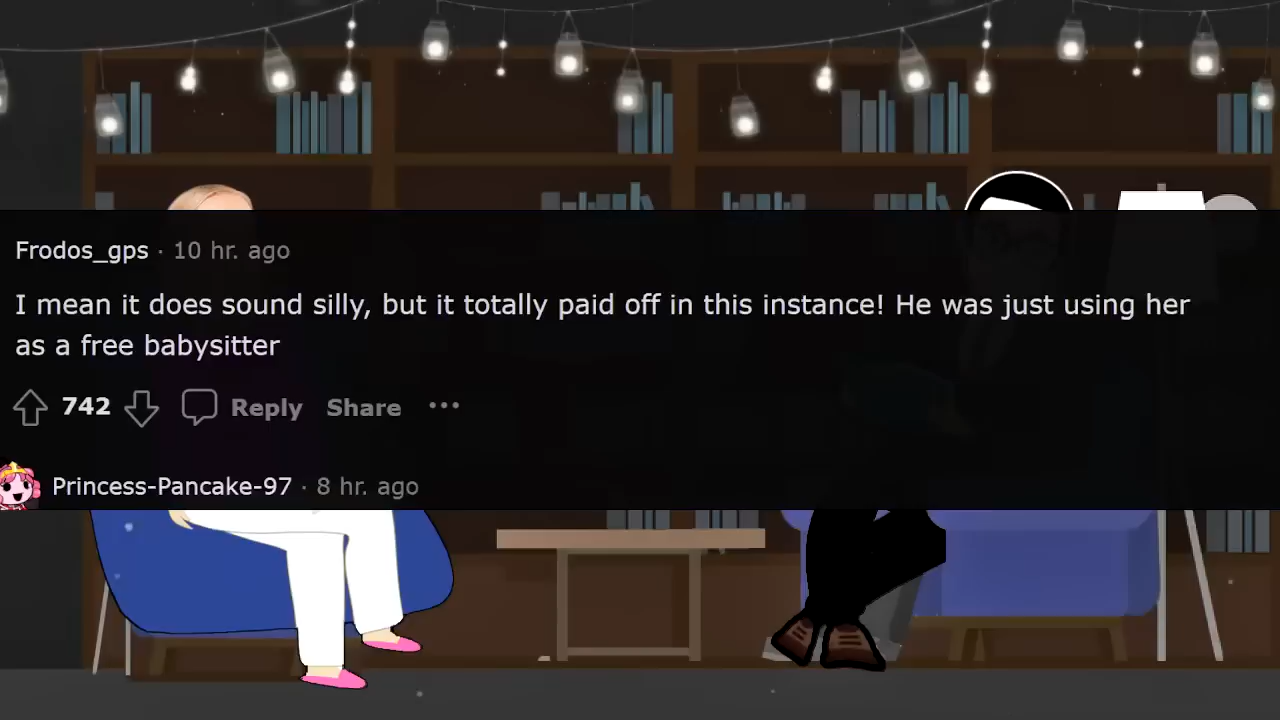 Frodos_gps · 10 hr. ago
I mean it does sound silly, but it totally paid off in this instance! He was just using her
as a free babysitter
742 Reply Share ···
Princess-Pancake-97 · 8 hr. ago